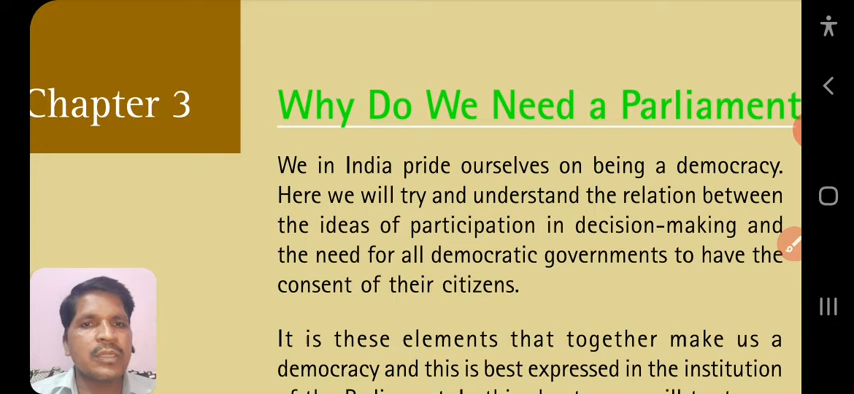 Chapter 3
Why Do We Need a Parliament
We in India pride ourselves on being a democracy.
Here we will try and understand the relation between
the ideas of participation in decision-making and
the need for all democratic governments to have the
consent of their citizens.
It is these elements that together make us a
democracy and this is best expressed in the institution